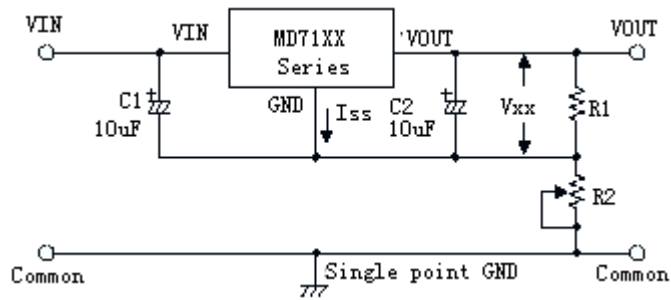 VIN
VOUT
VIN
MD71XX
Series
VOUT
GND
C1
10uF
+
Iss
C2
10uF
+
Vxx
R1
R2
Common
Single point GND
Common